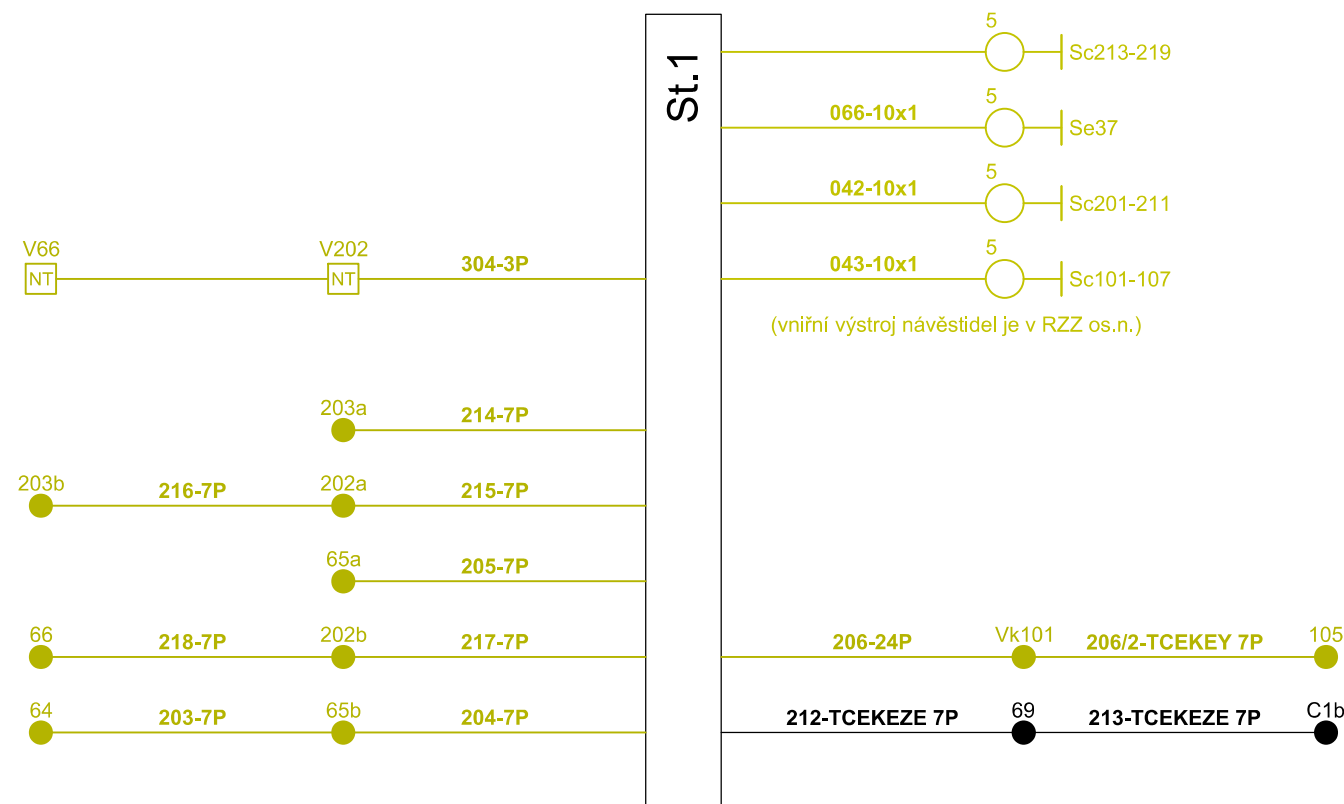 St.1
5
Sc213-219
5
066-10x1
Se37
5
042-10x1
Sc201-211
5
043-10x1
Sc101-107
(vniřní výstroj návěstidel je v RZZ os.n.)
V66
NT
V202
NT
304-3P
203a
214-7P
203b
216-7P
202a
215-7P
65a
205-7P
66
218-7P
202b
217-7P
64
203-7P
65b
204-7P
206-24P
Vk101
206/2-TCEKEY 7P
105
212-TCEKEZE 7P
69
213-TCEKEZE 7P
C1b